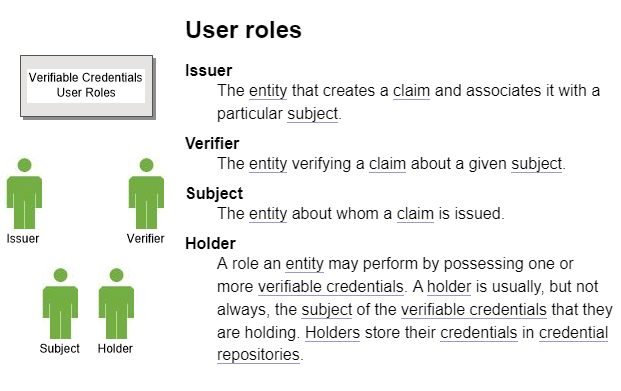 User roles
Verifiable Credentials
User Roles
Issuer
The entity that creates a claim and associates it with a
particular subject.
Verifier
The entity verifying a claim about a given subject.
Subject
The entity about whom a claim is issued.
Holder
A role an entity may perform by possessing one or
more verifiable credentials. A holder is usually, but not
always, the subject of the verifiable credentials that they
are holding. Holders store their credentials in credential
repositories.
Issuer
Verifier
Subject
Holder